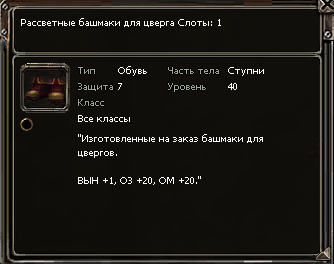 Рассветные башмаки для цверга Слоты: 1
Тип Обувь Часть тела Ступни
Защита 7 Уровень 40
Класс
Все классы
"Изготовленные на заказ башмаки для
цвергов.
ВЫН +1, ОЗ +20, ОМ +20."